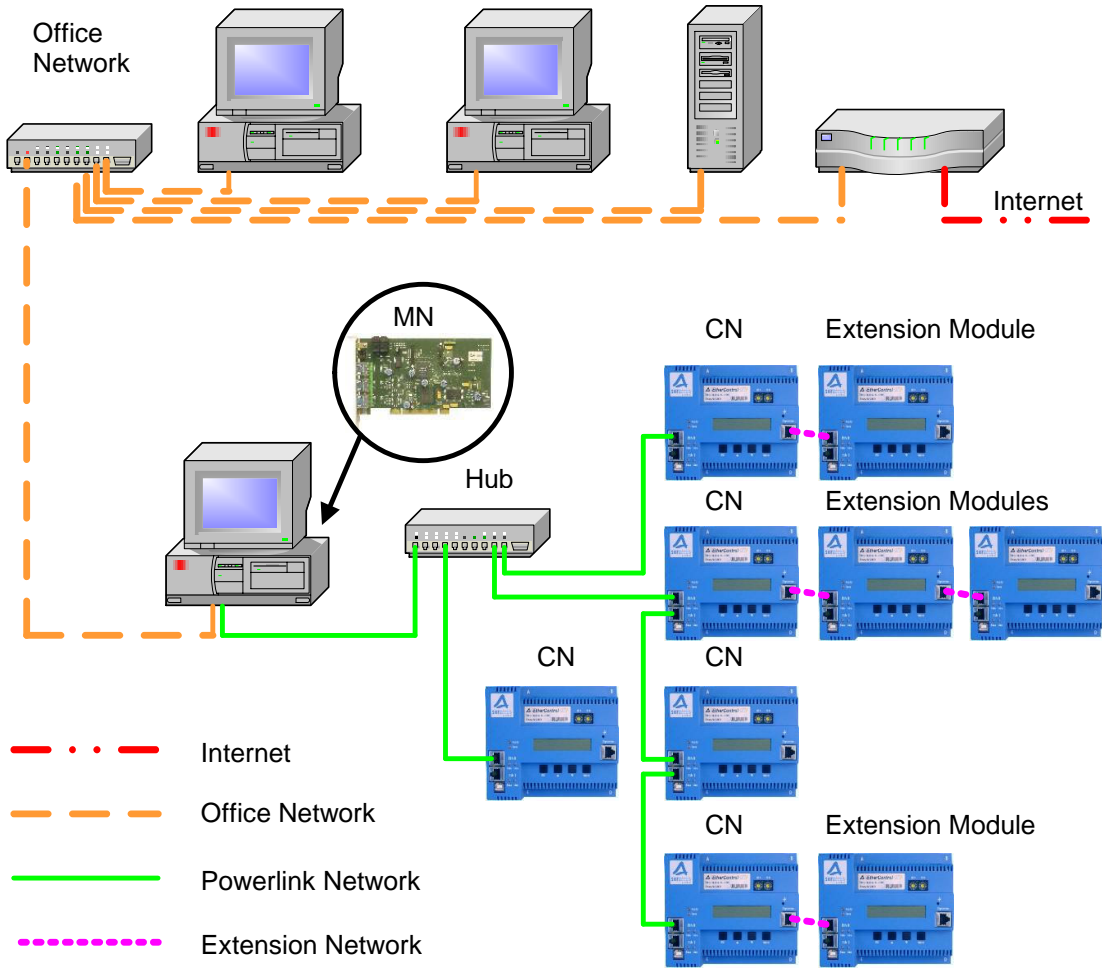 Office
Network
Internet
MN
CN
Extension Module
Hub
CN
Extension Modules
CN
CN
CN
Extension Module
Internet
Office Network
Powerlink Network
Extension Network